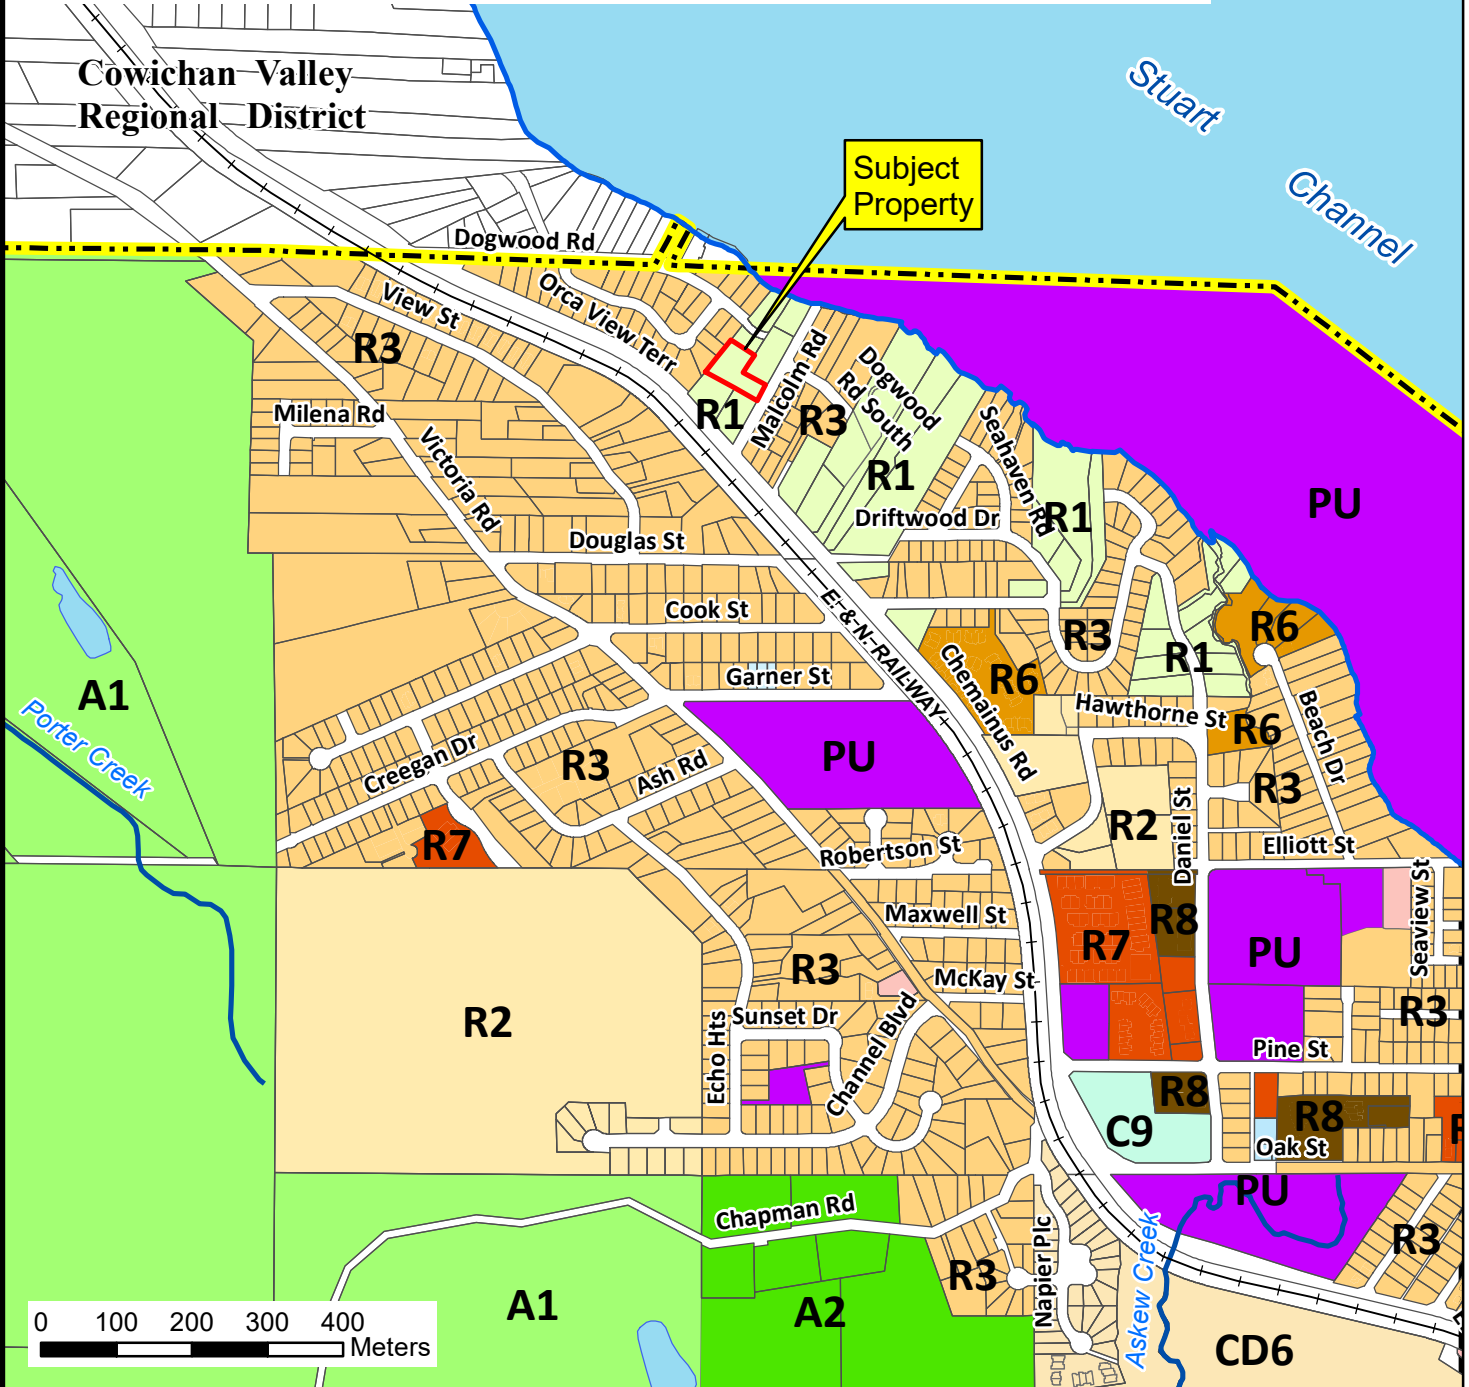 Cowichan Valley
Regional District
Stuart
Channel
Subject
Property
Dogwood Rd
View St
Orca View Terr
R3
Malcolm Rd
R1
R3
Dogwood
Rd South
Milena Rd
Victoria Rd
R1
Seahaven Rd
R1
PU
Driftwood Dr
Douglas St
E. & N. RAILWAY
Cook St
R3
R6
R1
Garner St
A1
Porter Creek
Chemainus Rd
R6
Hawthorne St
R6
Beach Dr
PU
Creegan Dr
R3
Ash Rd
R3
R2
Daniel St
R7
Robertson St
Elliott St
Maxwell St
R8
R7
PU
Seaview St
R3
McKay St
R2
Echo Hts
Sunset Dr
Channel Blvd
R3
Pine St
R8
C9
R8
Oak St
PU
Chapman Rd
Napier Plc
Askew Creek
R3
R3
A1
A2
CD6
0 100 200 300 400
Meters